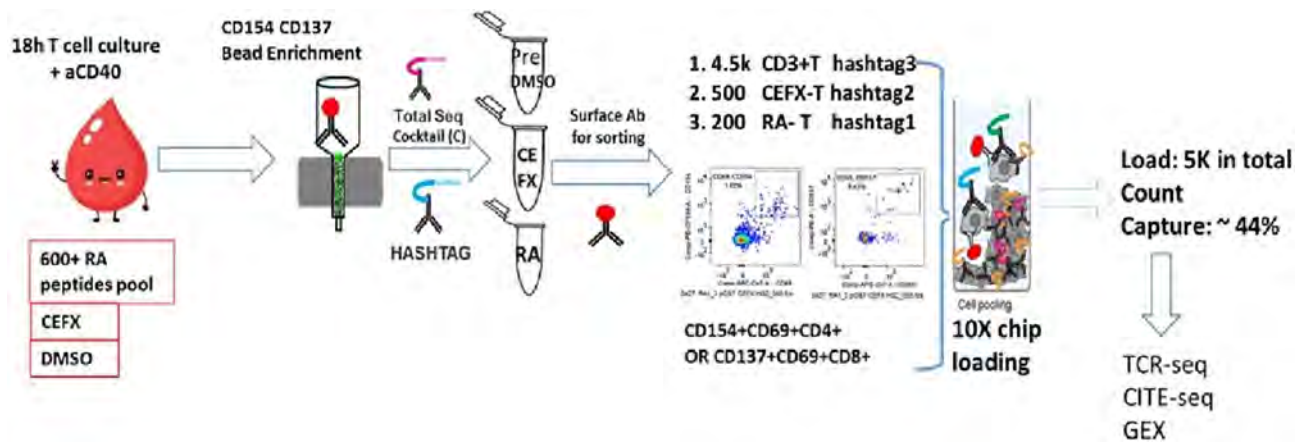 18h T cell culture
+ aCD40
600+ RA
peptides pool
CEFX
DMSO
CD154 CD137
Bead Enrichment
Total Seq
Cocktail (C)
HASHTAG
Pre
DMSO
CE
FX
RA
Surface Ab
for sorting
1. 4.5k CD3+T hashtag3
2. 500 CEFX-T hashtag2
3. 200 RA- T hashtag1
CD154+CD69+CD4+
OR CD137+CD69+CD8+
Cell pooling
10X chip
loading
Load: 5K in total
Count
Capture: ~ 44%
TCR-seq
CITE-seq
GEX